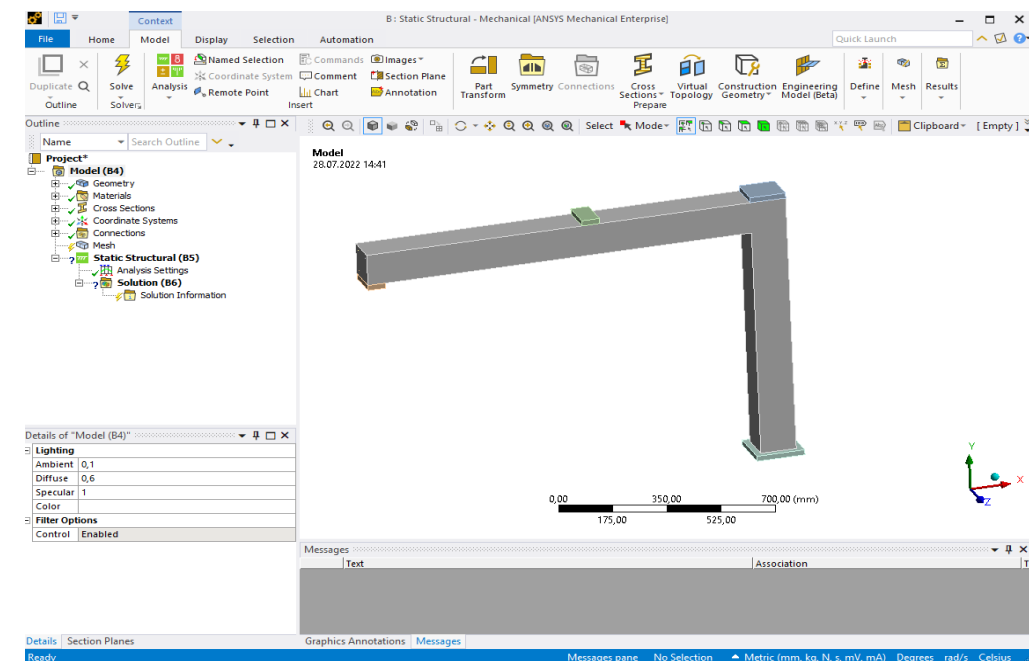 Context
B : Static Structural - Mechanical [ANSYS Mechanical Enterprise]
File Home Model Display Selection Automation
Quick Launch
Duplicate
Outline
Solve
Solvers
Analysis
Named Selection
Coordinate System
Remote Point
Commands
Comment
Chart
Images
Section Plane
Annotation
Insert
Part Transform
Symmetry
Connections
Cross Sections
Virtual Topology
Construction Geometry
Engineering Model (Beta)
Prepare
Define
Mesh
Results
Outline
Name
Search Outline
Select Mode
Clipboard
[ Empty ]
Project*
Model (B4)
Geometry
Materials
Cross Sections
Coordinate Systems
Connections
Mesh
Static Structural (B5)
Analysis Settings
Solution (B6)
Solution Information
Model
28.07.2022 14:41
Y
X
Z
0,00 350,00 700,00 (mm)
175,00 525,00
Details of "Model (B4)"
Lighting
Ambient 0,1
Diffuse 0,6
Specular 1
Color
Filter Options
Control Enabled
Messages
Text Association T
Details Section Planes
Graphics Annotations Messages
Ready
Messages pane No Selection Metric (mm, kg, N, s, mV, mA) Degrees rad/s Celsius